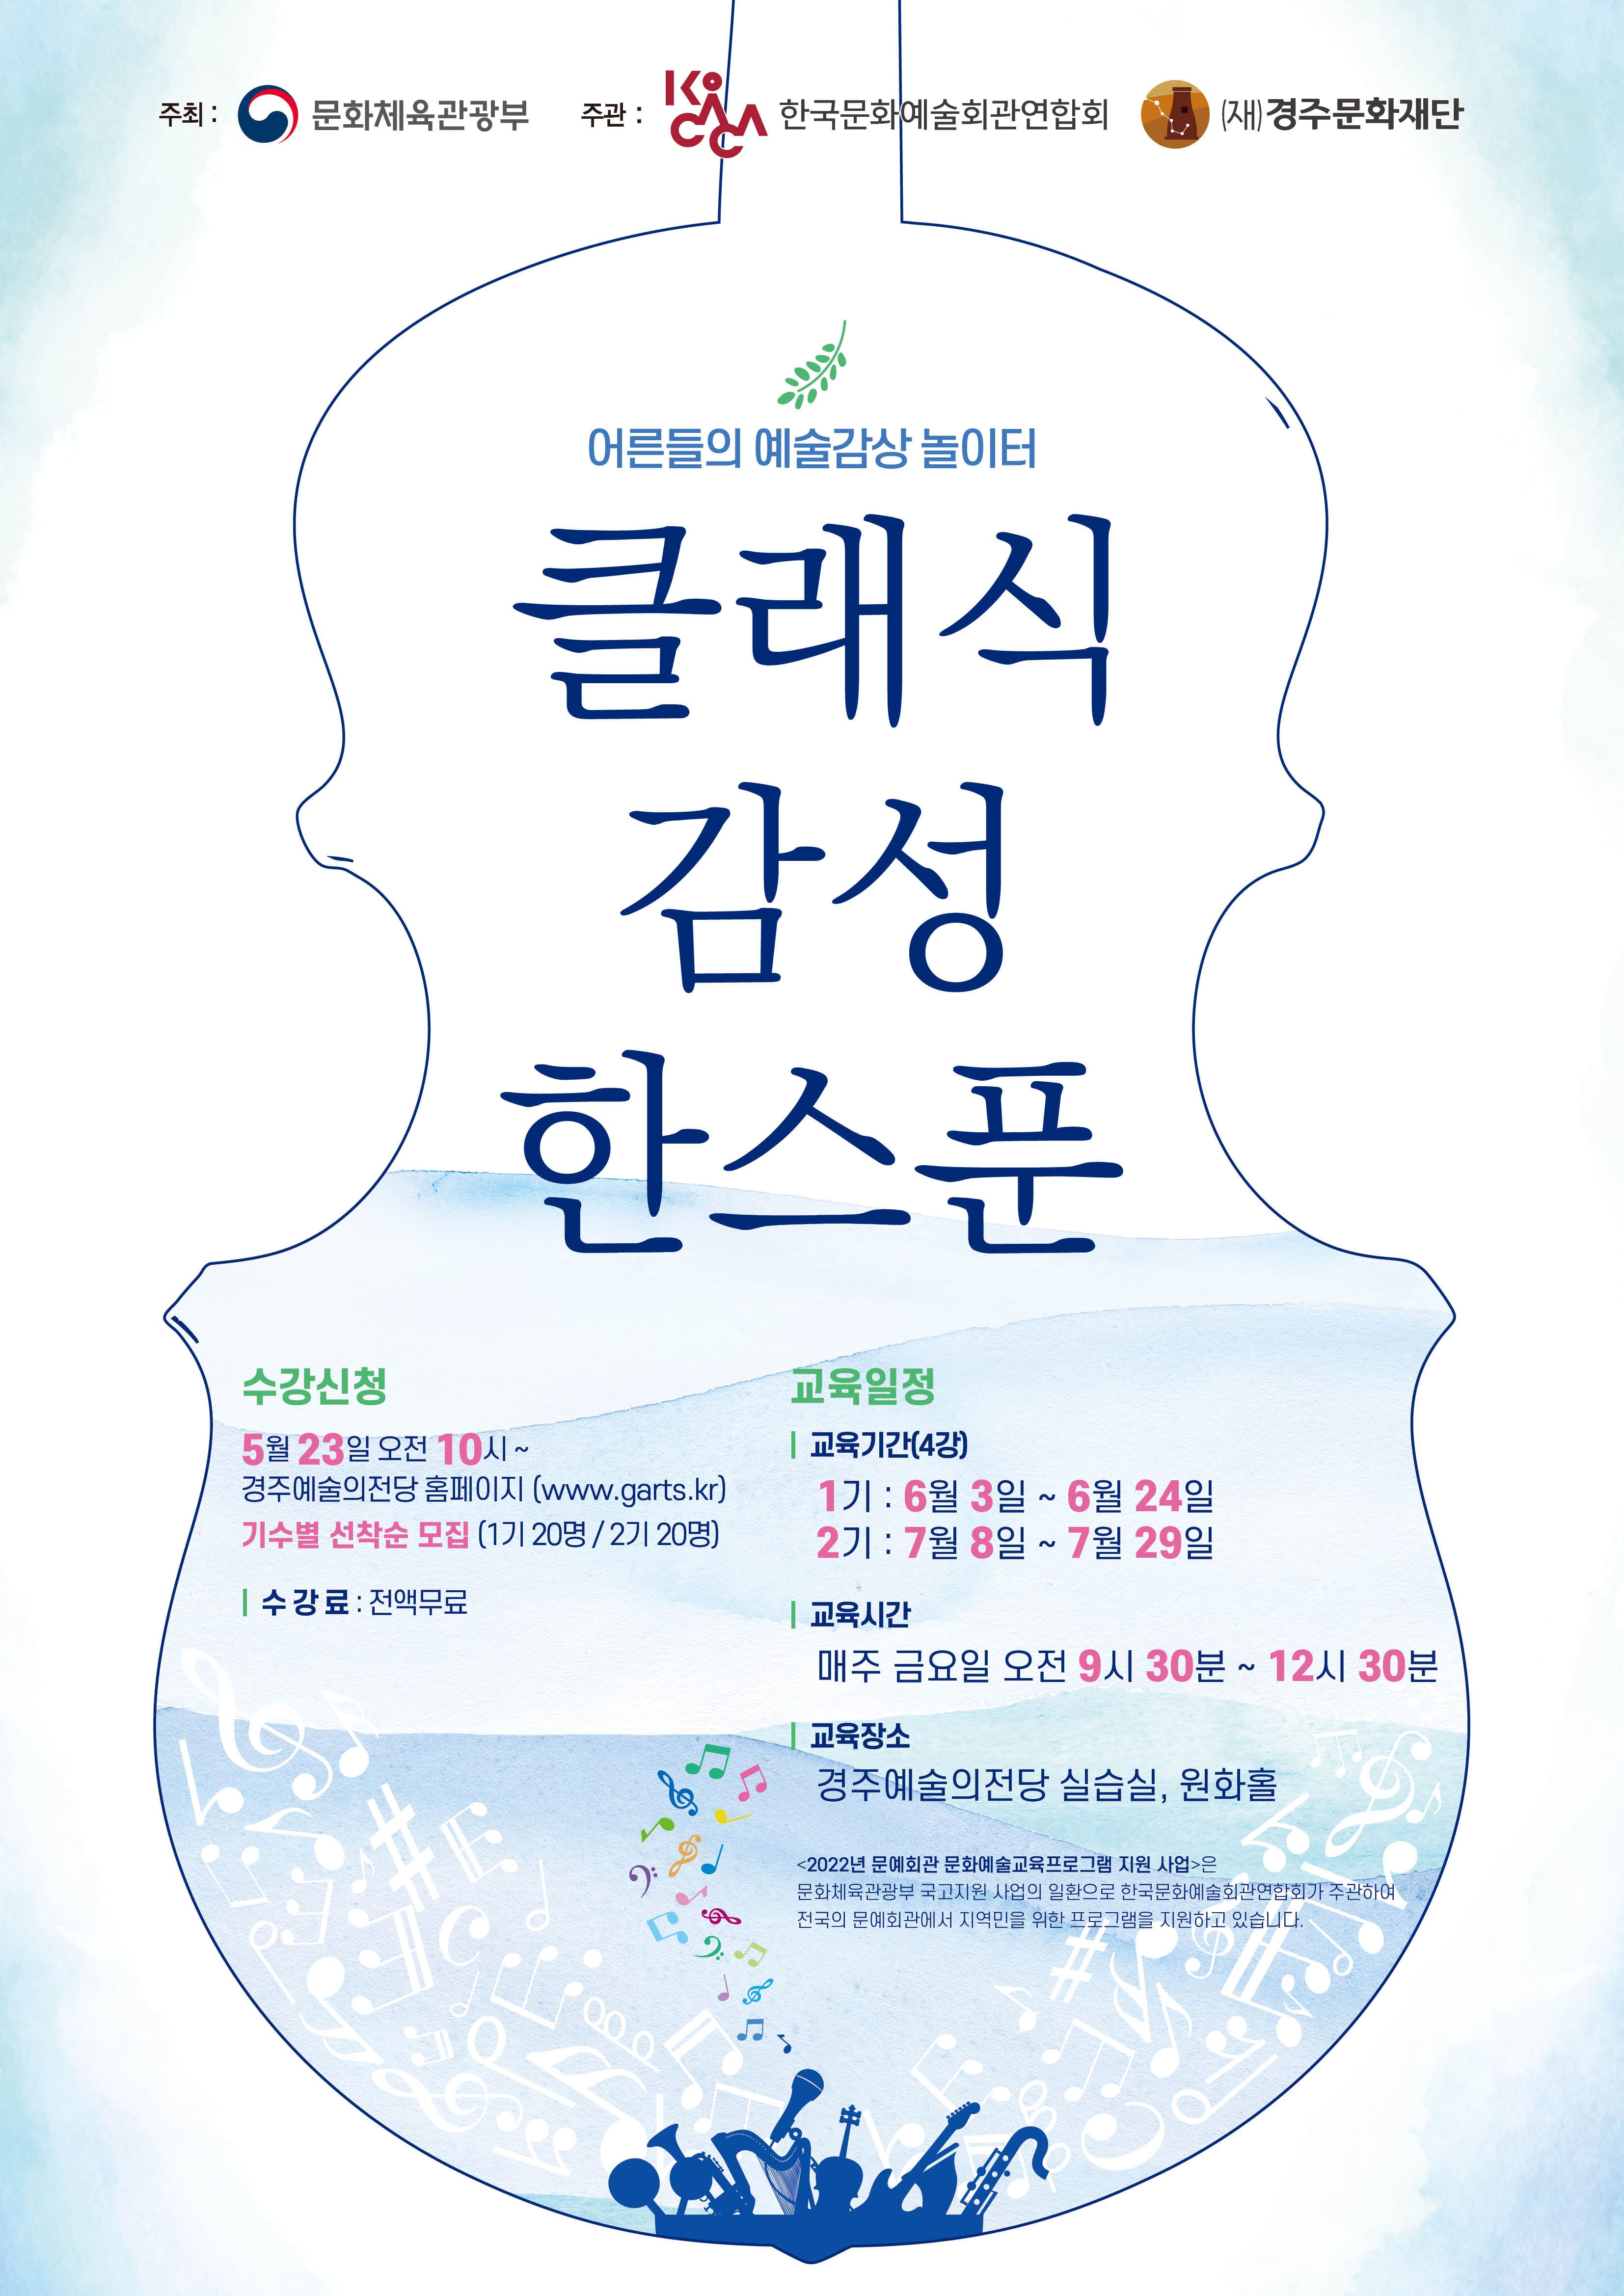 주최 : 문화체육관광부 주관 : KOCACA 한국문화예술회관연합회 (재)경주문화재단
어른들의 예술감상 놀이터
클래식
감성
한스푼
수강신청
5월 23일 오전 10시 ~
경주예술의전당 홈페이지 (www.garts.kr)
기수별 선착순 모집 (1기 20명 / 2기 20명)
수 강 료 : 전액무료
교육일정
교육기간(4강)
1기 : 6월 3일 ~ 6월 24일
2기 : 7월 8일 ~ 7월 29일
교육시간
매주 금요일 오전 9시 30분 ~ 12시 30분
교육장소
경주예술의전당 실습실, 원화홀
<2022년 문예회관 문화예술교육프로그램 지원 사업>은
문화체육관광부 국고지원 사업의 일환으로 한국문화예술회관연합회가 주관하여
전국의 문예회관에서 지역민을 위한 프로그램을 지원하고 있습니다.